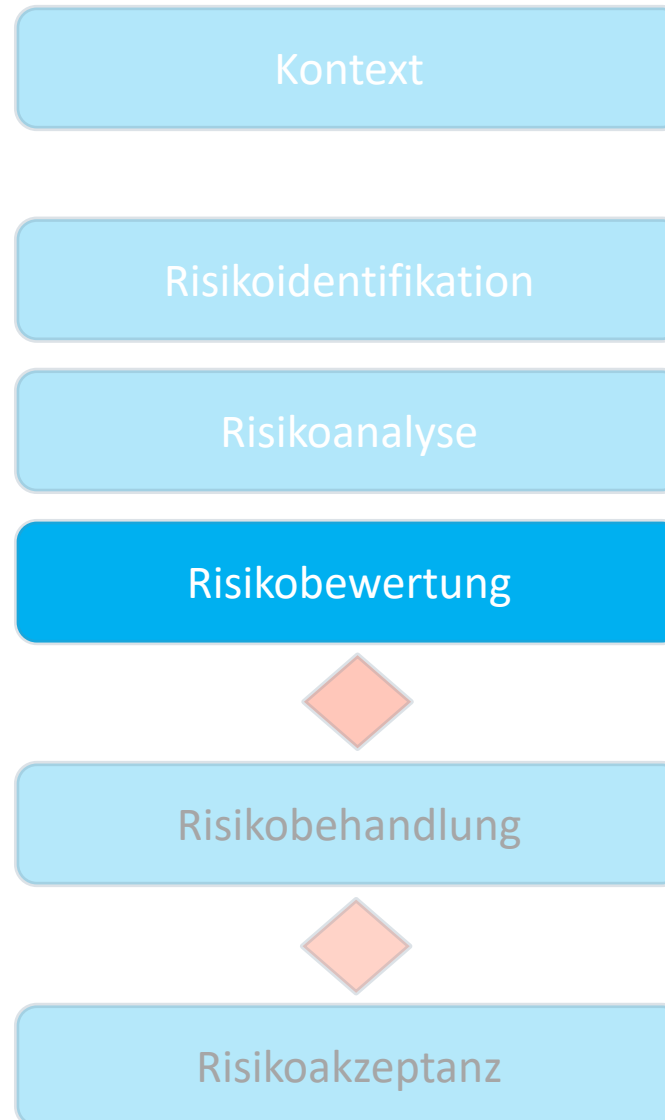 Kontext
Risikoidentifikation
Risikoanalyse
Risikobewertung
Risikobehandlung
Risikoakzeptanz